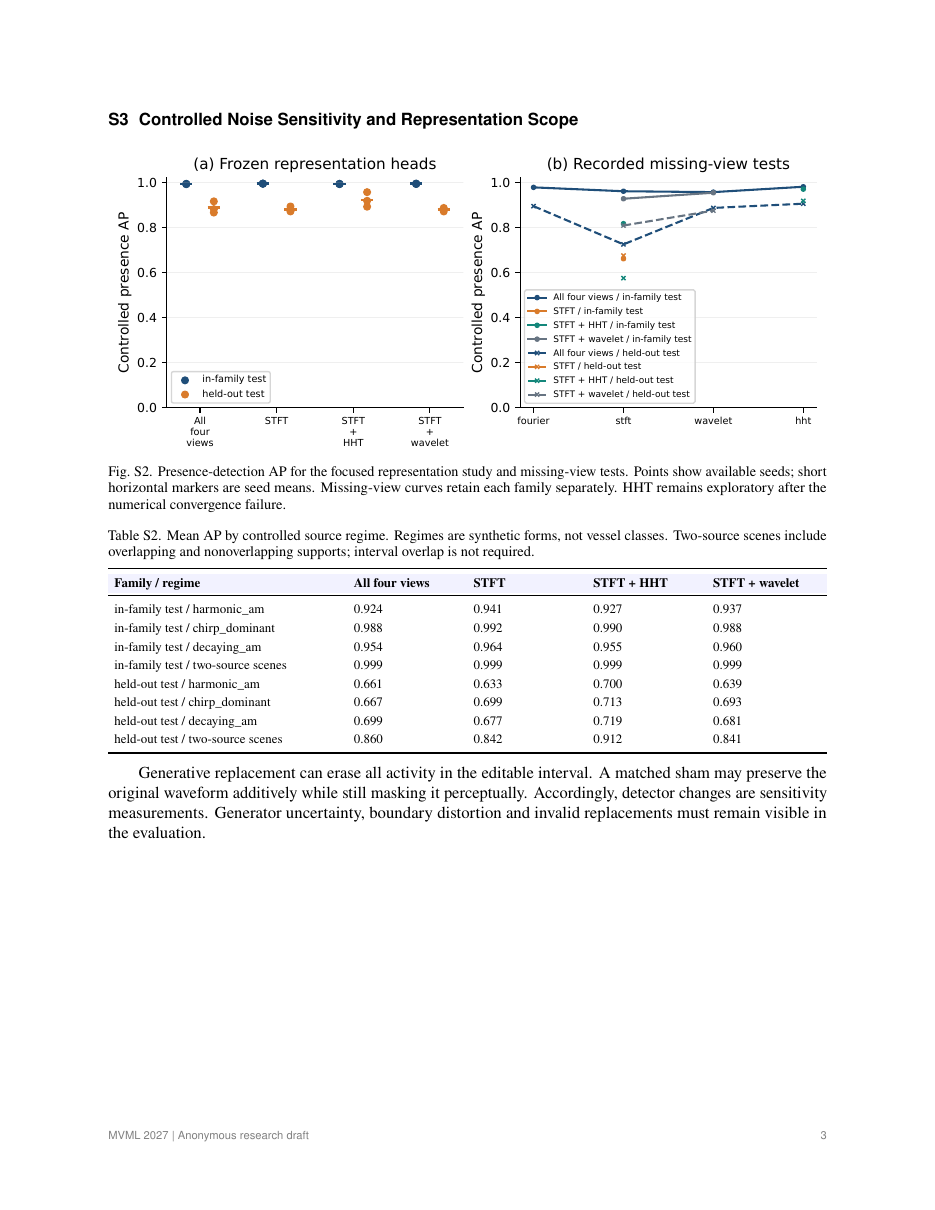 S3 Controlled Noise Sensitivity and Representation Scope
(a) Frozen representation heads
Controlled presence AP
1.0
0.8
0.6
0.4
0.2
0.0
in-family test
held-out test
All four views
STFT
STFT + HHT
STFT + wavelet
(b) Recorded missing-view tests
Controlled presence AP
1.0
0.8
0.6
0.4
0.2
0.0
All four views / in-family test
STFT / in-family test
STFT + HHT / in-family test
STFT + wavelet / in-family test
All four views / held-out test
STFT / held-out test
STFT + HHT / held-out test
STFT + wavelet / held-out test
fourier stft wavelet hht
Fig. S2. Presence-detection AP for the focused representation study and missing-view tests. Points show available seeds; short
horizontal markers are seed means. Missing-view curves retain each family separately. HHT remains exploratory after the
numerical convergence failure.
Table S2. Mean AP by controlled source regime. Regimes are synthetic forms, not vessel classes. Two-source scenes include
overlapping and nonoverlapping supports; interval overlap is not required.
Family / regime All four views STFT STFT + HHT STFT + wavelet
in-family test / harmonic_am 0.924 0.941 0.927 0.937
in-family test / chirp_dominant 0.988 0.992 0.990 0.988
in-family test / decaying_am 0.954 0.964 0.955 0.960
in-family test / two-source scenes 0.999 0.999 0.999 0.999
held-out test / harmonic_am 0.661 0.633 0.700 0.639
held-out test / chirp_dominant 0.667 0.699 0.713 0.693
held-out test / decaying_am 0.699 0.677 0.719 0.681
held-out test / two-source scenes 0.860 0.842 0.912 0.841
Generative replacement can erase all activity in the editable interval. A matched sham may preserve the
original waveform additively while still masking it perceptually. Accordingly, detector changes are sensitivity
measurements. Generator uncertainty, boundary distortion and invalid replacements must remain visible in
the evaluation.
MVML 2027 | Anonymous research draft 3